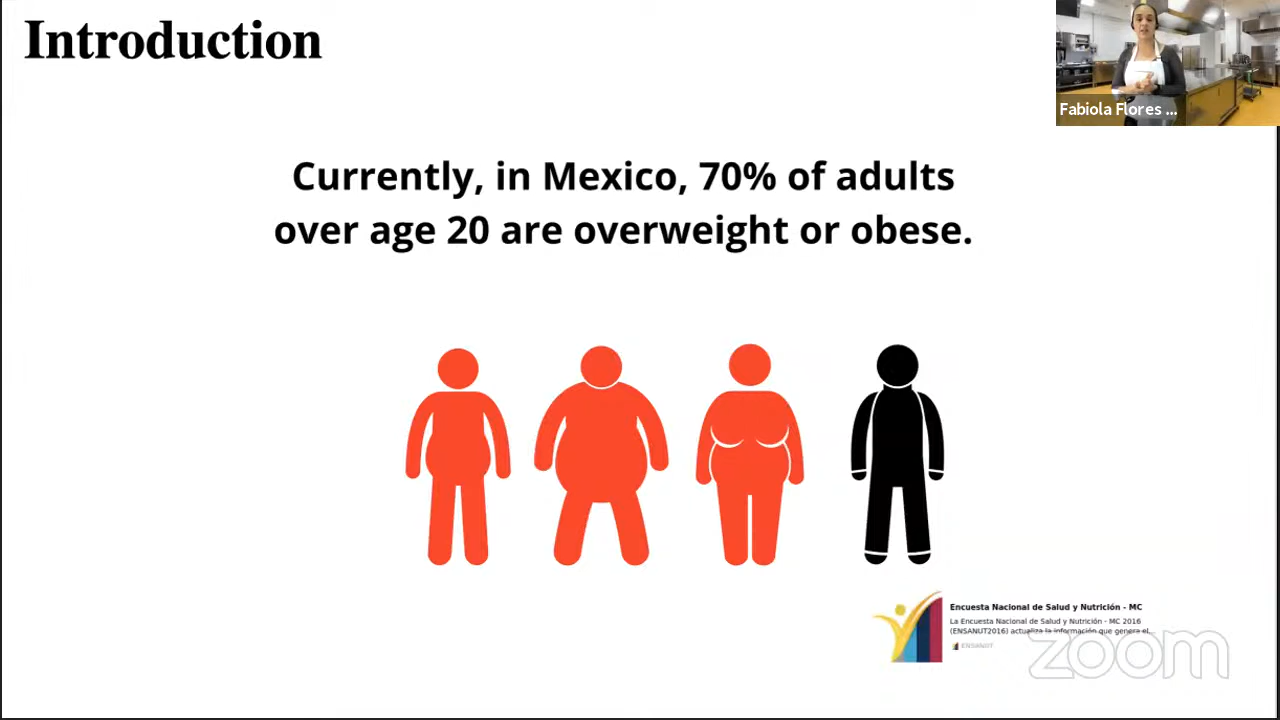 Introduction
Fabiola Flores ...
Currently, in Mexico, 70% of adults
over age 20 are overweight or obese.
Encuesta Nacional de Salud y Nutrición - MC
La Encuesta Nacional de Salud y Nutrición - MC 2016
(ENSANUT2016) actualiza la información que genera el...
ENSANUT
zoom